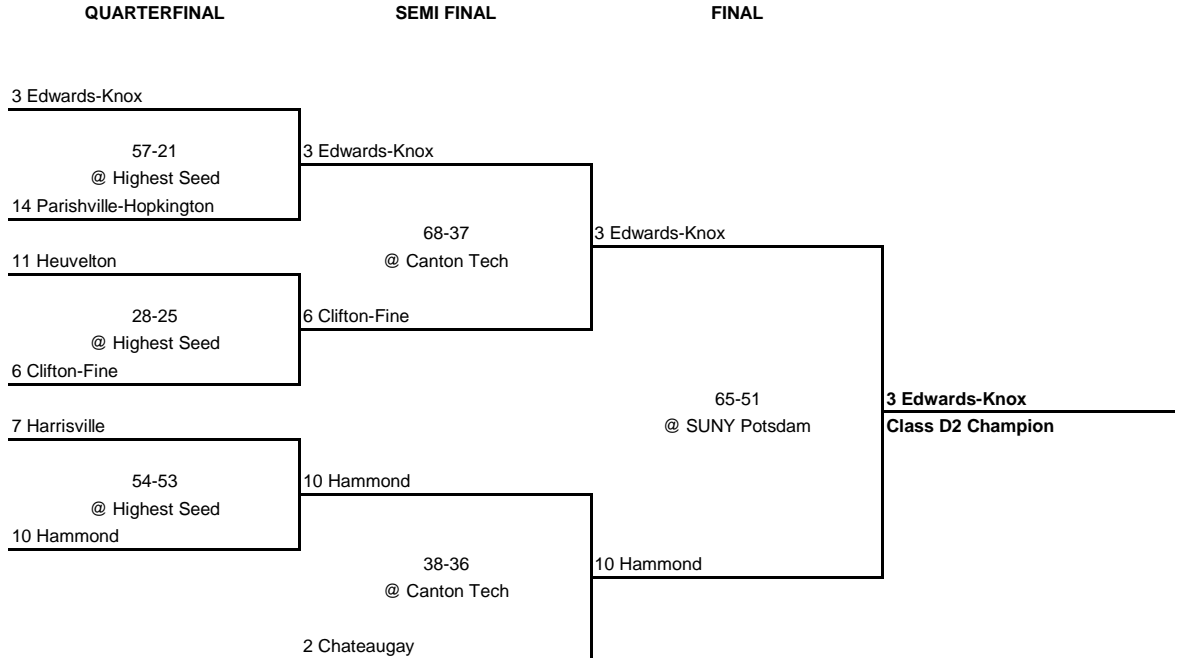 QUARTERFINAL SEMI FINAL FINAL
3 Edwards-Knox
57-21 3 Edwards-Knox
@ Highest Seed
14 Parishville-Hopkington
68-37 3 Edwards-Knox
11 Heuvelton @ Canton Tech
28-25 6 Clifton-Fine
@ Highest Seed
6 Clifton-Fine
65-51 3 Edwards-Knox
7 Harrisville @ SUNY Potsdam Class D2 Champion
54-53 10 Hammond
@ Highest Seed
10 Hammond
38-36 10 Hammond
@ Canton Tech
2 Chateaugay